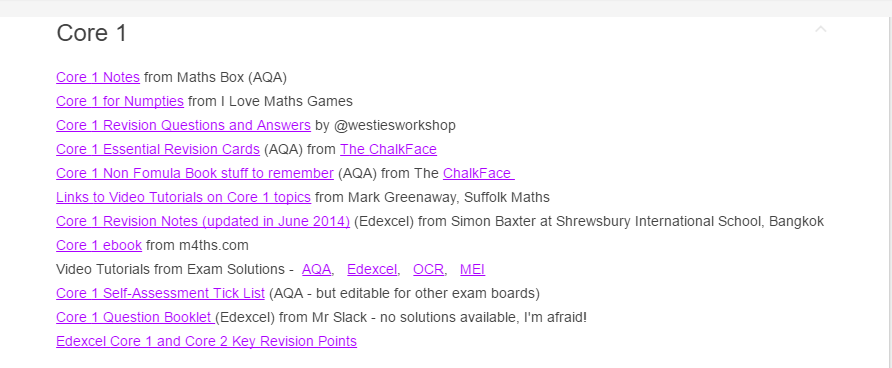 Core 1
Core 1 Notes from Maths Box (AQA)
Core 1 for Numpties from I Love Maths Games
Core 1 Revision Questions and Answers by @westiesworkshop
Core 1 Essential Revision Cards (AQA) from The ChalkFace
Core 1 Non Fomula Book stuff to remember (AQA) from The ChalkFace
Links to Video Tutorials on Core 1 topics from Mark Greenaway, Suffolk Maths
Core 1 Revision Notes (updated in June 2014) (Edexcel) from Simon Baxter at Shrewsbury International School, Bangkok
Core 1 ebook from m4ths.com
Video Tutorials from Exam Solutions - AQA, Edexcel, OCR, MEI
Core 1 Self-Assessment Tick List (AQA - but editable for other exam boards)
Core 1 Question Booklet (Edexcel) from Mr Slack - no solutions available, I'm afraid!
Edexcel Core 1 and Core 2 Key Revision Points